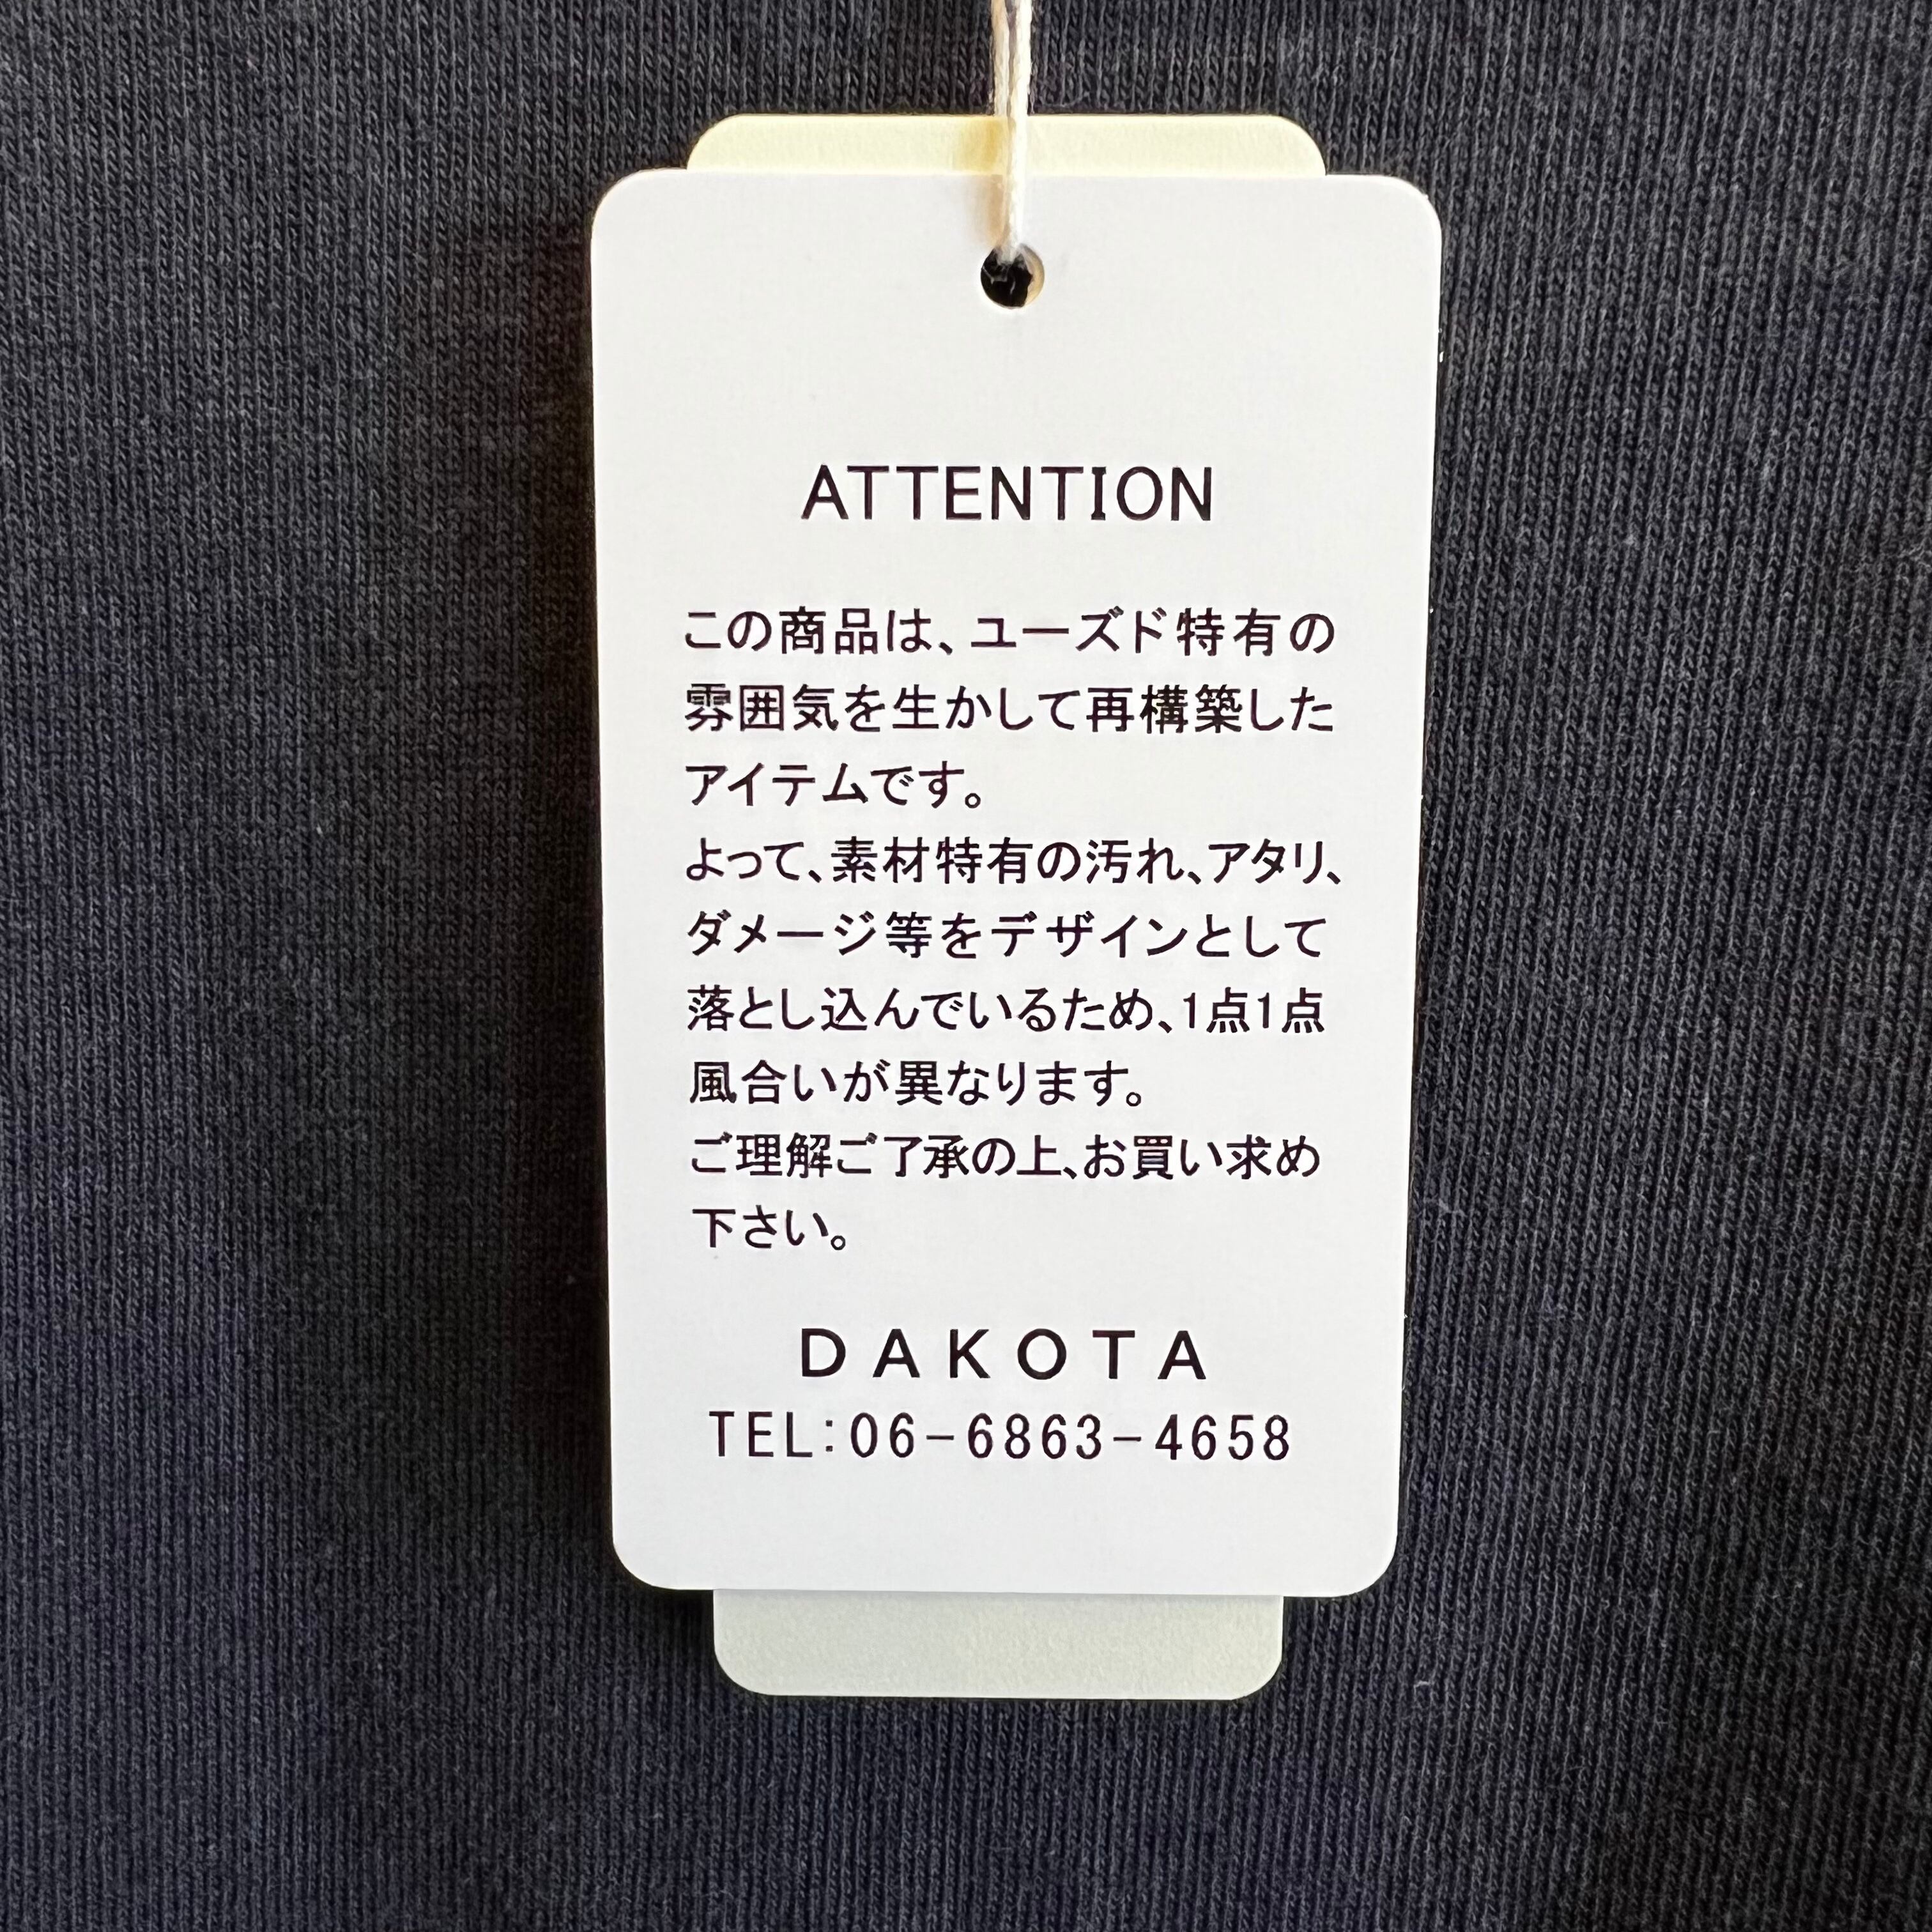 ATTENTION
この商品は、ユーズド特有の
雰囲気を生かして再構築した
アイテムです。
よって、素材特有の汚れ、アタリ、
ダメージ等をデザインとして
落とし込んでいるため、1点1点
風合いが異なります。
ご理解ご了承の上、お買い求め
下さい。
DAKOTA
TEL:06-6863-4658